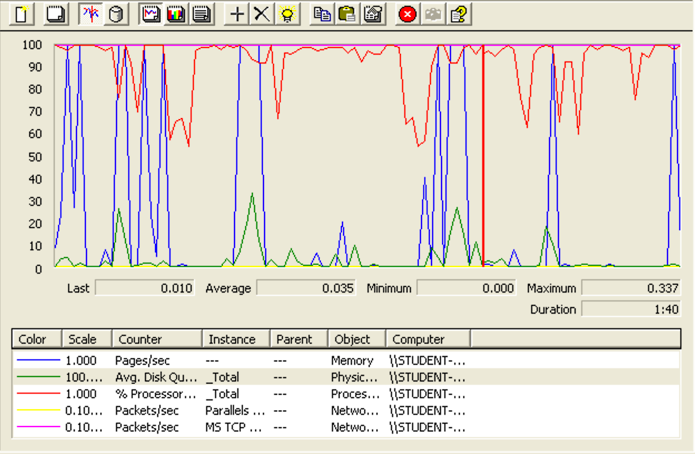 100
90
80
70
60
50
40
30
20
10
0
Last 0.010 Average 0.035 Minimum 0.000 Maximum 0.337
Duration 1:40
Color Scale Counter Instance Parent Object Computer
1.000 Pages/sec --- --- Memory \\STUDENT-...
100.... Avg. Disk Qu... _Total --- Physic... \\STUDENT-...
1.000 % Processor... _Total --- Proces... \\STUDENT-...
0.10... Packets/sec Parallels ... --- Netwo... \\STUDENT-...
0.10... Packets/sec MS TCP ... --- Netwo... \\STUDENT-...